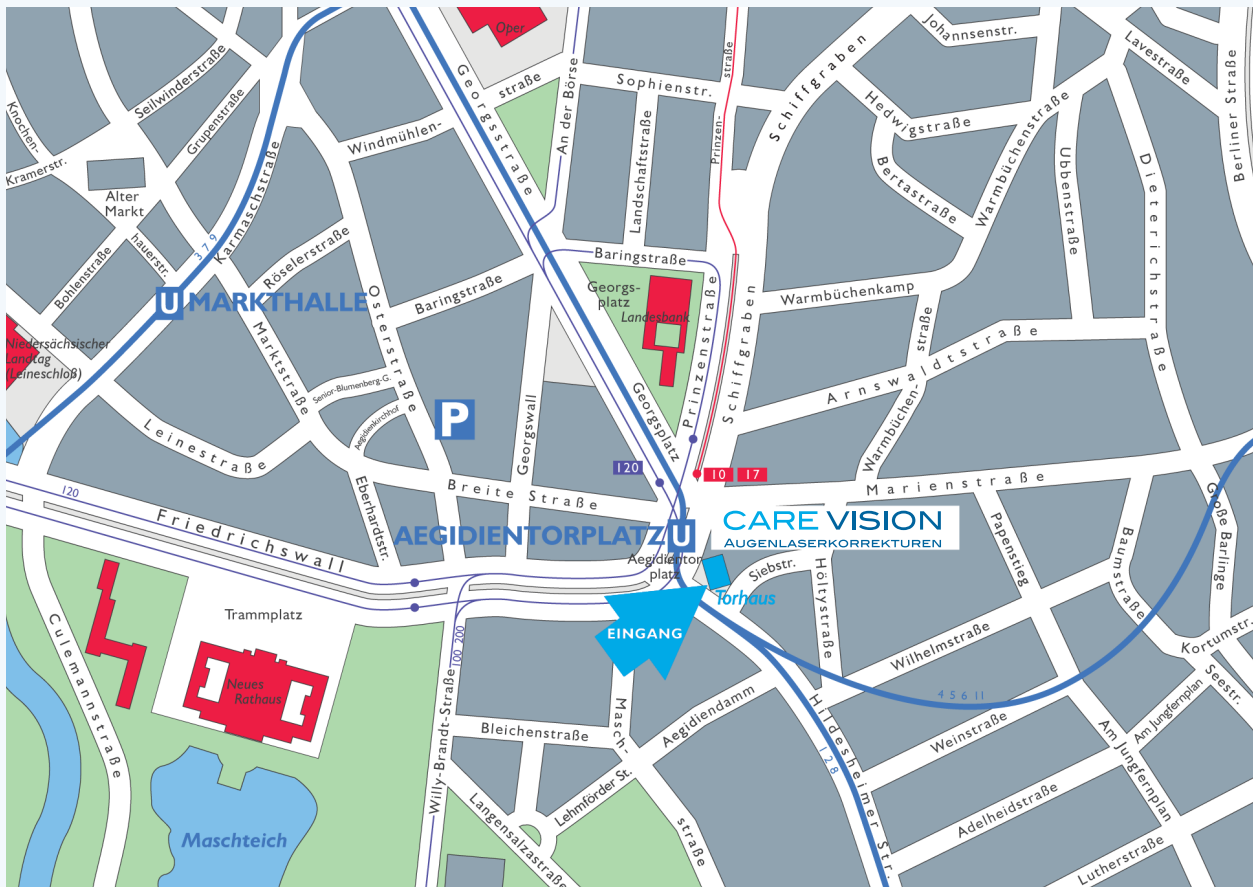 Oper
Johannsenstr.
Lavestraße
Berliner Straße
Knochen-
Seilwinderstraße
Grupenstraße
Kramerstr.
Alter
Markt
hauerstr.
Karmaschstraße
Windmühlen-
straße
Georgsstraße
An der Börse
Sophienstr.
Landschaftstraße
Prinzen-
straße
Schiffgraben
Hedwigstraße
Bertastraße
Warmbüchenstraße
Ubbenstraße
Dieterichstraße
3 7 9
Bohlenstraße
Röselerstraße
Osterstraße
Baringstraße
Baringstraße
U MARKTHALLE
Georgs-
platz
Landesbank
Prinzenstraße
Schiffgraben
Warmbüchenkamp
Warmbüchen-
straße
Arnswaldtstraße
Niedersächsischer
Landtag
(Leineschloß)
Marktstraße
Senior-Blumenberg-G.
Aegidienkirchhof
Leinestraße
P
Georgswall
Georgsplatz
120
10 17
Marienstraße
Große Barlinge
Breite Straße
Eberhardtstr.
120
Friedrichswall
AEGIDIENTORPLATZ U
Aegidientor
platz
CARE VISION
AUGENLASERKORREKTUREN
Siebstr.
Höltystraße
Papenstieg
Baumstraße
Torhaus
EINGANG
Trammplatz
Neues
Rathaus
Culemannstraße
100 200
Willy-Brandt-Straße
Wilhelmstraße
Kortumstr.
Seestr.
4 5 6 11
Am Jungfernplan
Am Jungfernplan
Weinstraße
Hildesheimer Str.
1 2 8
Aegidiendamm
Masch-
straße
Bleichenstraße
Lehmförder St.
Langensalzastraße
Maschteich
Adelheidstraße
Lutherstraße